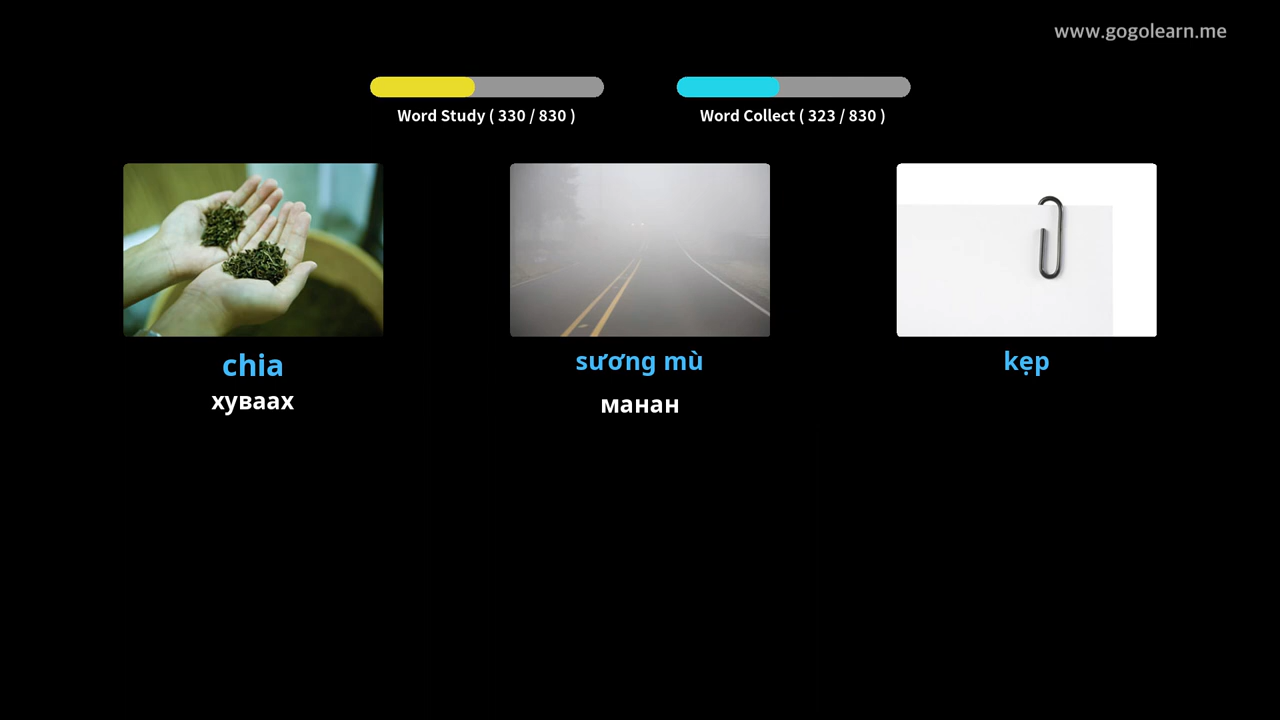 www.gogolearn.me
Word Study ( 330 / 830 )
Word Collect ( 323 / 830 )
chia
хуваах
sương mù
манан
kẹp